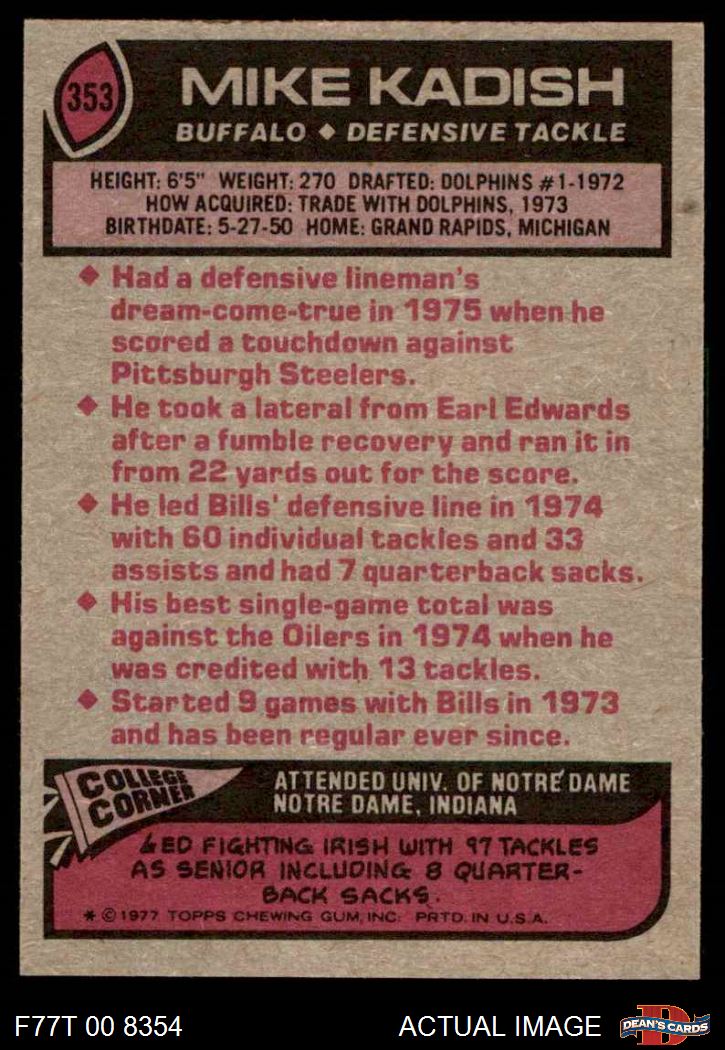 353
MIKE KADISH
BUFFALO ◆ DEFENSIVE TACKLE
HEIGHT: 6'5" WEIGHT: 270 DRAFTED: DOLPHINS #1-1972
HOW ACQUIRED: TRADE WITH DOLPHINS, 1973
BIRTHDATE: 5-27-50 HOME: GRAND RAPIDS, MICHIGAN
◆ Had a defensive lineman's
dream-come-true in 1975 when he
scored a touchdown against
Pittsburgh Steelers.
◆ He took a lateral from Earl Edwards
after a fumble recovery and ran it in
from 22 yards out for the score.
◆ He led Bills' defensive line in 1974
with 60 individual tackles and 33
assists and had 7 quarterback sacks.
◆ His best single-game total was
against the Oilers in 1974 when he
was credited with 13 tackles.
◆ Started 9 games with Bills in 1973
and has been regular ever since.
COLLEGE
CORNER
ATTENDED UNIV. OF NOTRE DAME
NOTRE DAME, INDIANA
LED FIGHTING IRISH WITH 97 TACKLES
AS SENIOR INCLUDING 8 QUARTER-
BACK SACKS.
* © 1977 TOPPS CHEWING GUM, INC. PRTD. IN U.S.A.
F77T 00 8354
ACTUAL IMAGE
D
DEAN'S CARDS